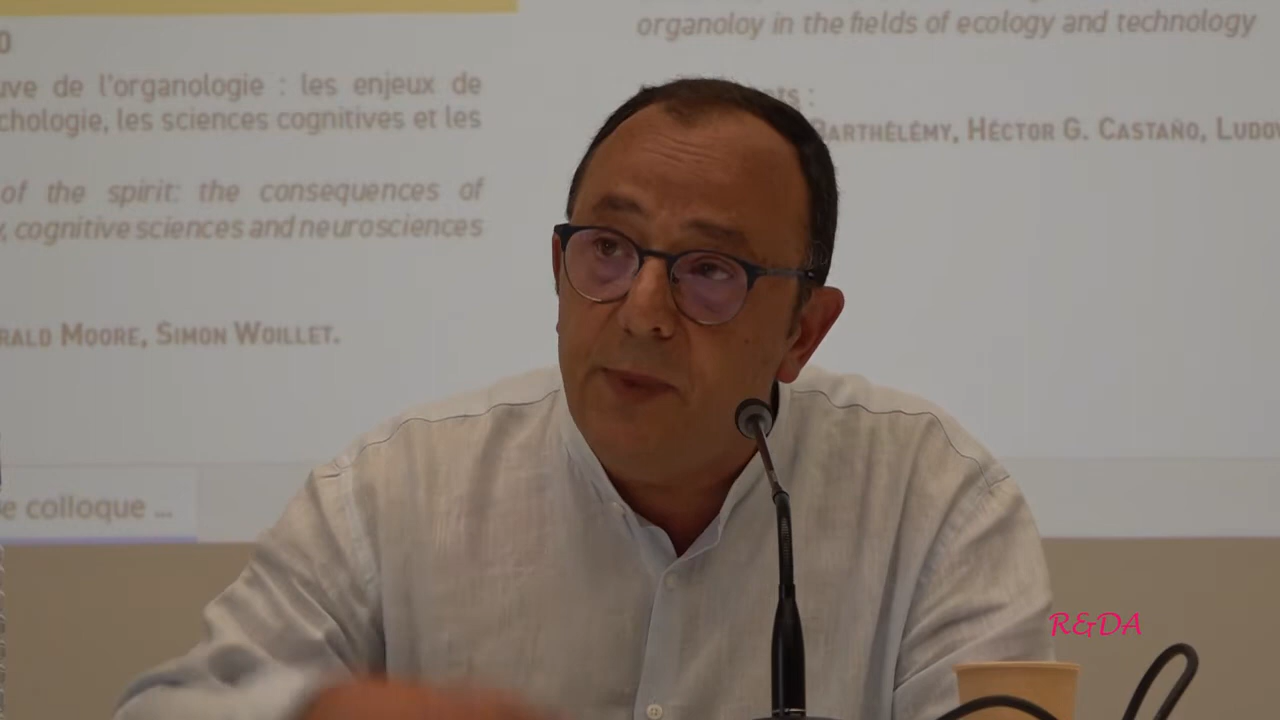 0
uve de l'organologie : les enjeux de
chologie, les sciences cognitives et les
of the spirit: the consequences of
, cognitive sciences and neurosciences
RALD MOORE, SIMON WOILLET.
e colloque ...
organoloy in the fields of ecology and technology
ts :
BARTHÉLÉMY, HÉCTOR G. CASTAÑO, LUDOV
R&DA